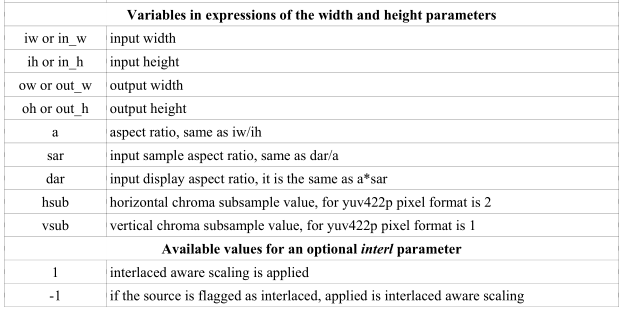 Variables in expressions of the width and height parameters
iw or in_w input width
ih or in_h input height
ow or out_w output width
oh or out_h output height
a aspect ratio, same as iw/ih
sar input sample aspect ratio, same as dar/a
dar input display aspect ratio, it is the same as a*sar
hsub horizontal chroma subsample value, for yuv422p pixel format is 2
vsub vertical chroma subsample value, for yuv422p pixel format is 1
Available values for an optional interl parameter
1 interlaced aware scaling is applied
-1 if the source is flagged as interlaced, applied is interlaced aware scaling